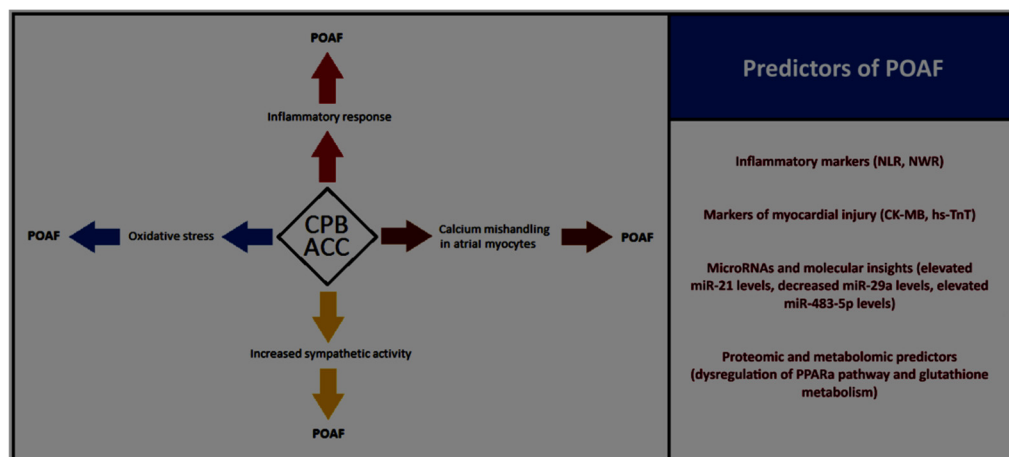 POAF
Inflammatory response
CPB
ACC
POAF
Oxidative stress
Calcium mishandling
in atrial myocytes
POAF
Increased sympathetic activity
POAF
Predictors of POAF
Inflammatory markers (NLR, NWR)
Markers of myocardial injury (CK-MB, hs-TnT)
MicroRNAs and molecular insights (elevated
miR-21 levels, decreased miR-29a levels, elevated
miR-483-5p levels)
Proteomic and metabolomic predictors
(dysregulation of PPARa pathway and glutathione
metabolism)